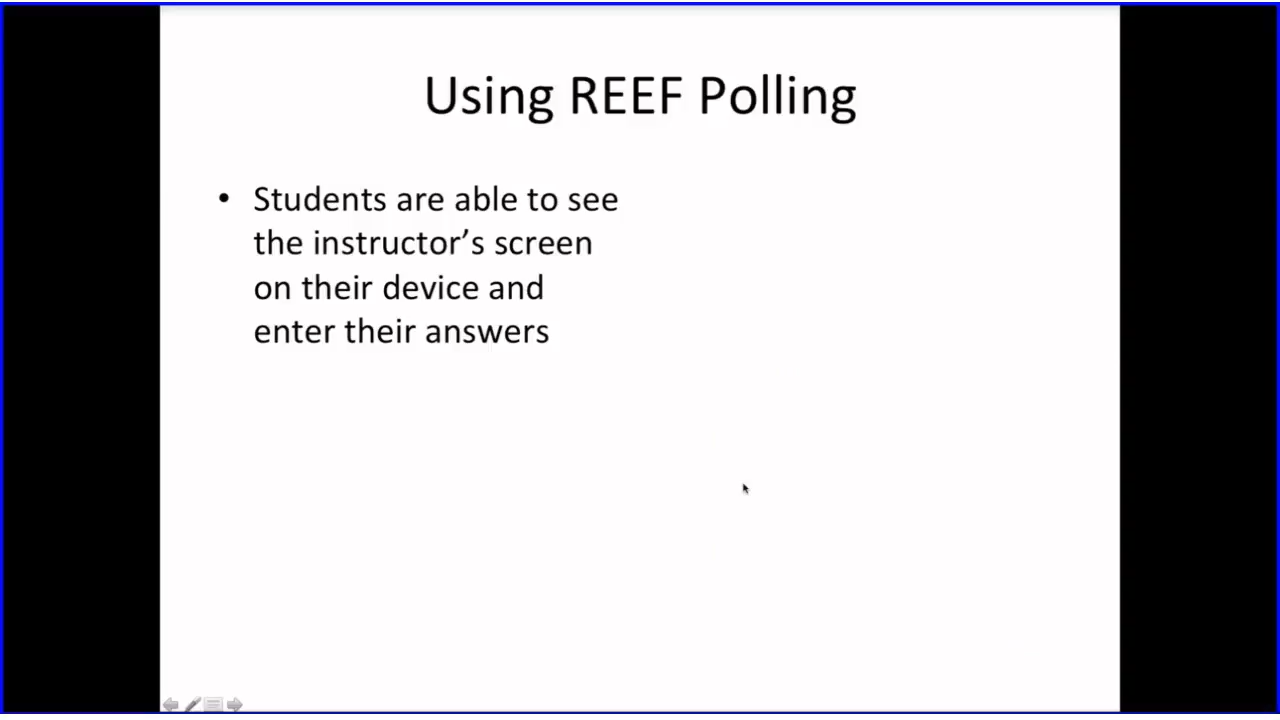 Using REEF Polling
• Students are able to see
the instructor’s screen
on their device and
enter their answers